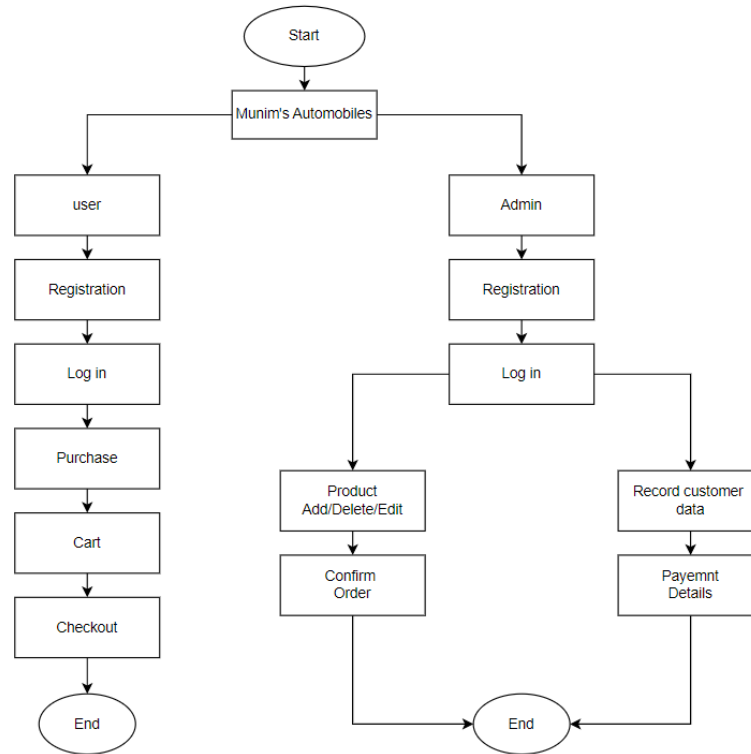 Start
Munim's Automobiles
user
Admin
Registration
Registration
Log in
Log in
Purchase
Product
Add/Delete/Edit
Record customer
data
Cart
Confirm
Order
Payemnt
Details
Checkout
End
End